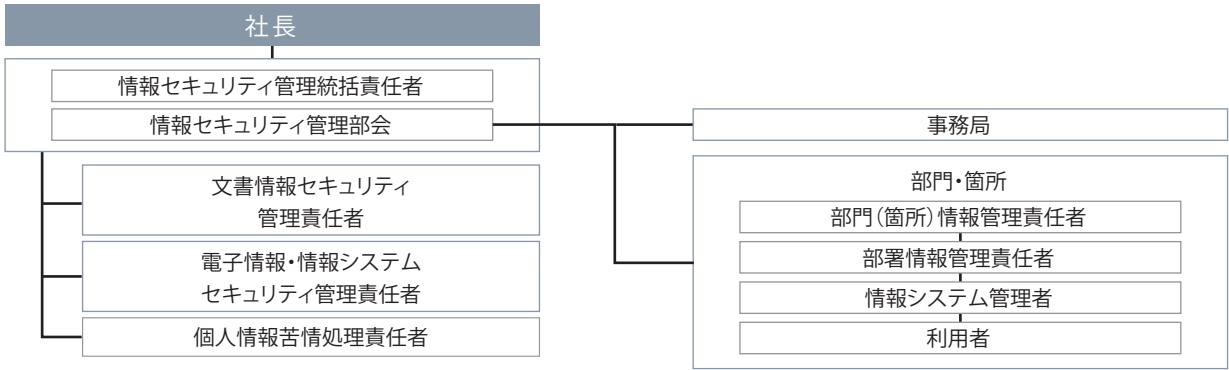 社長
情報セキュリティ管理統括責任者
情報セキュリティ管理部会
文書情報セキュリティ
管理責任者
電子情報・情報システム
セキュリティ管理責任者
個人情報苦情処理責任者
事務局
部門・箇所
部門(箇所)情報管理責任者
部署情報管理責任者
情報システム管理者
利用者